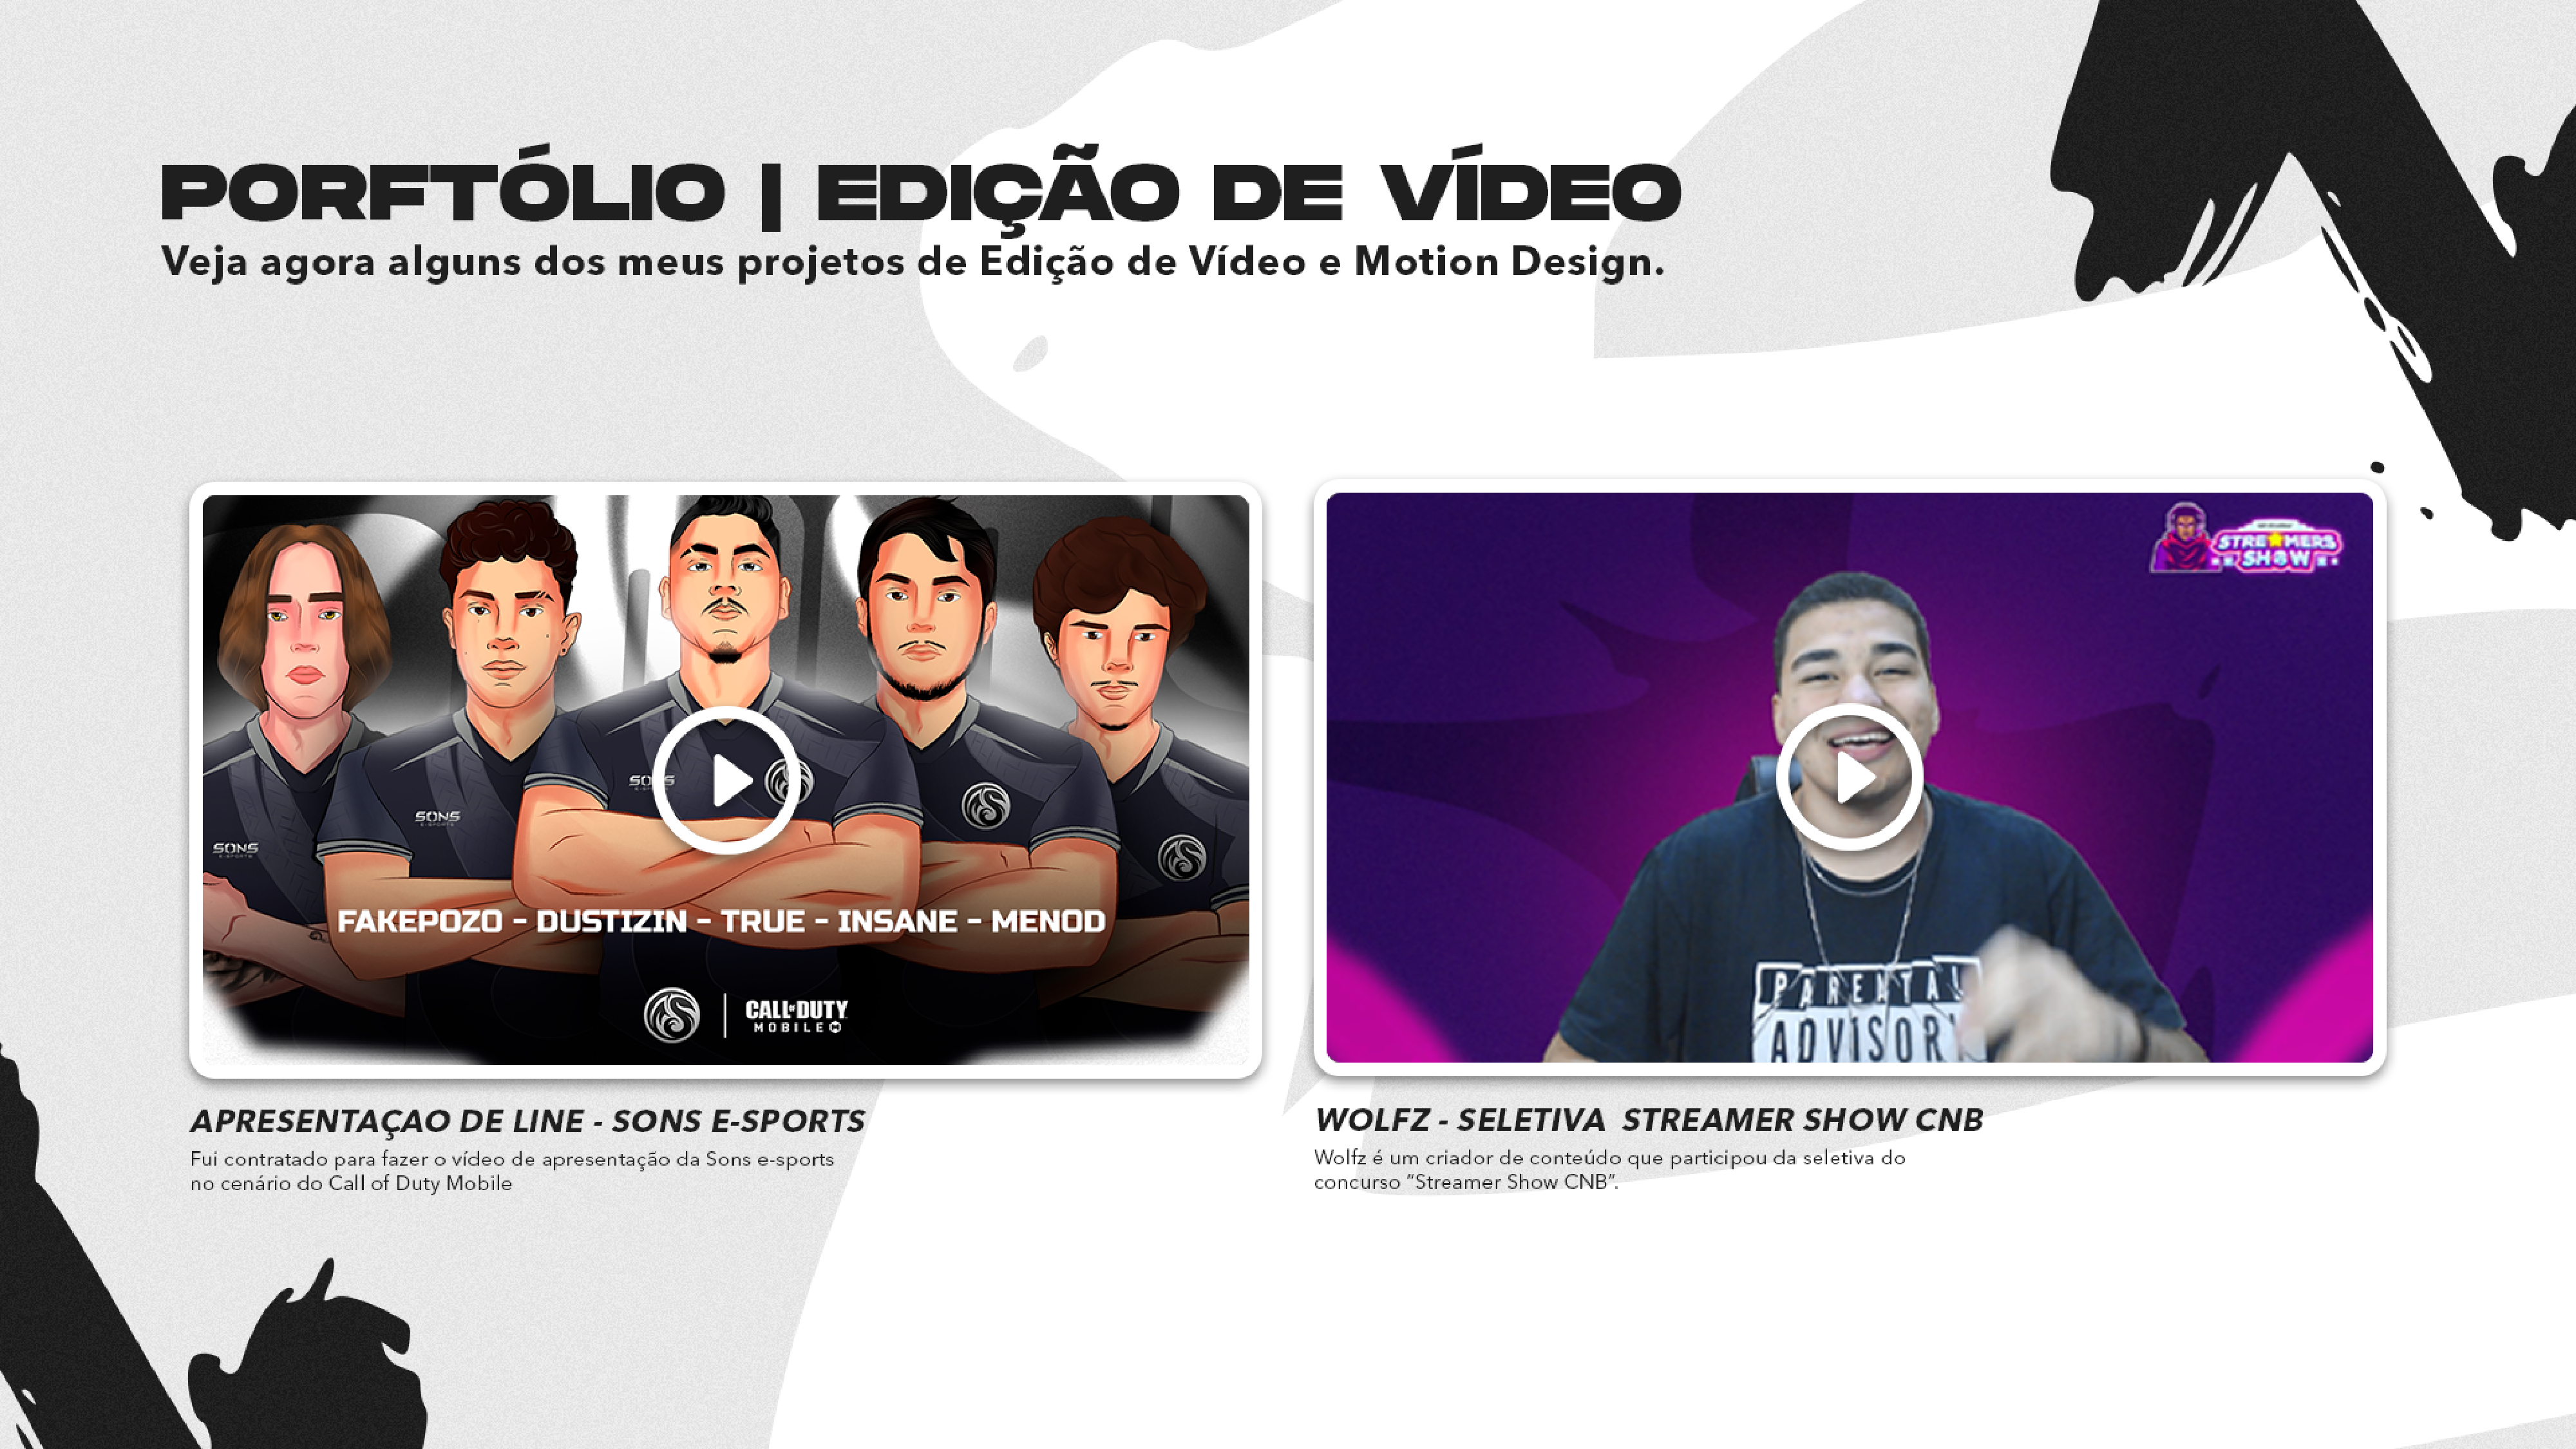 PORFTÓLIO | EDIÇÃO DE VÍDEO
Veja agora alguns dos meus projetos de Edição de Vídeo e Motion Design.
SONS
E-SPORTS
SONS
E-SPORTS
SONS
E-SPORTS
FAKEPOZO - DUSTIZIN - TRUE - INSANE - MENOD
CALL OF DUTY
MOBILE
APRESENTAÇAO DE LINE - SONS E-SPORTS
Fui contratado para fazer o vídeo de apresentação da Sons e-sports
no cenário do Call of Duty Mobile
STREAMERS
SHOW
PARENTAL
ADVISORY
WOLFZ - SELETIVA  STREAMER SHOW CNB
Wolfz é um criador de conteúdo que participou da seletiva do
concurso “Streamer Show CNB”.